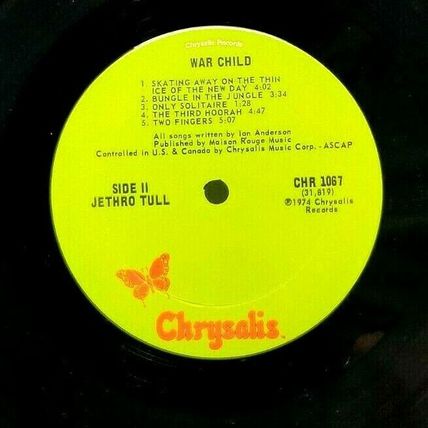 Chrysalis Records
WAR CHILD
1 SKATING AWAY ON THE THIN
ICE OF THE NEW DAY 4:02
2 BUNGLE IN THE JUNGLE 3:34
3 ONLY SOLITAIRE 1:28
4 THE THIRD HOORAH 4:47
5 TWO FINGERS 5:07
All songs written by Ian Anderson
Published by Maison Rouge Music
Controlled in U.S. & Canada by Chrysalis Music Corp. - ASCAP
SIDE II
JETHRO TULL
CHR 1067
(31,819)
℗1974 Chrysalis
Records
Chrysalis